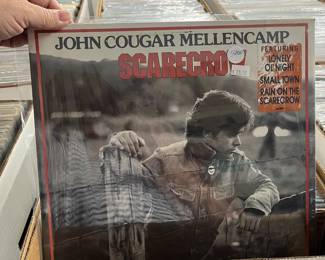 JOHN COUGAR MELLENCAMP
SCARECRO
FEATURING
"LONELY
OL' NIGHT
SMALL TOWN
RAIN ON THE
SCARECROW